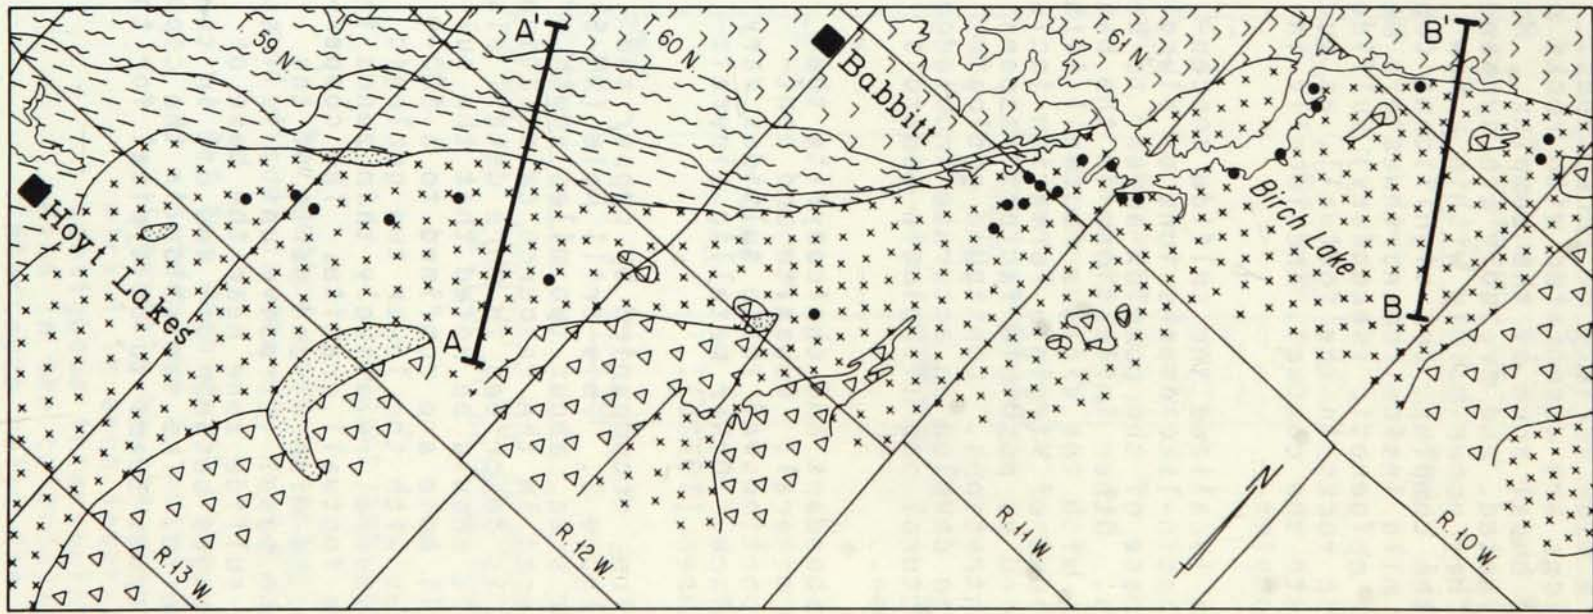 T. 59 N.
A'
T. 60 N.
Babbitt
T. 61 N.
B'
Hoyt Lakes
A
Birch Lake
B
N
R. 13 W.
R. 12 W.
R. 11 W.
R. 10 W.